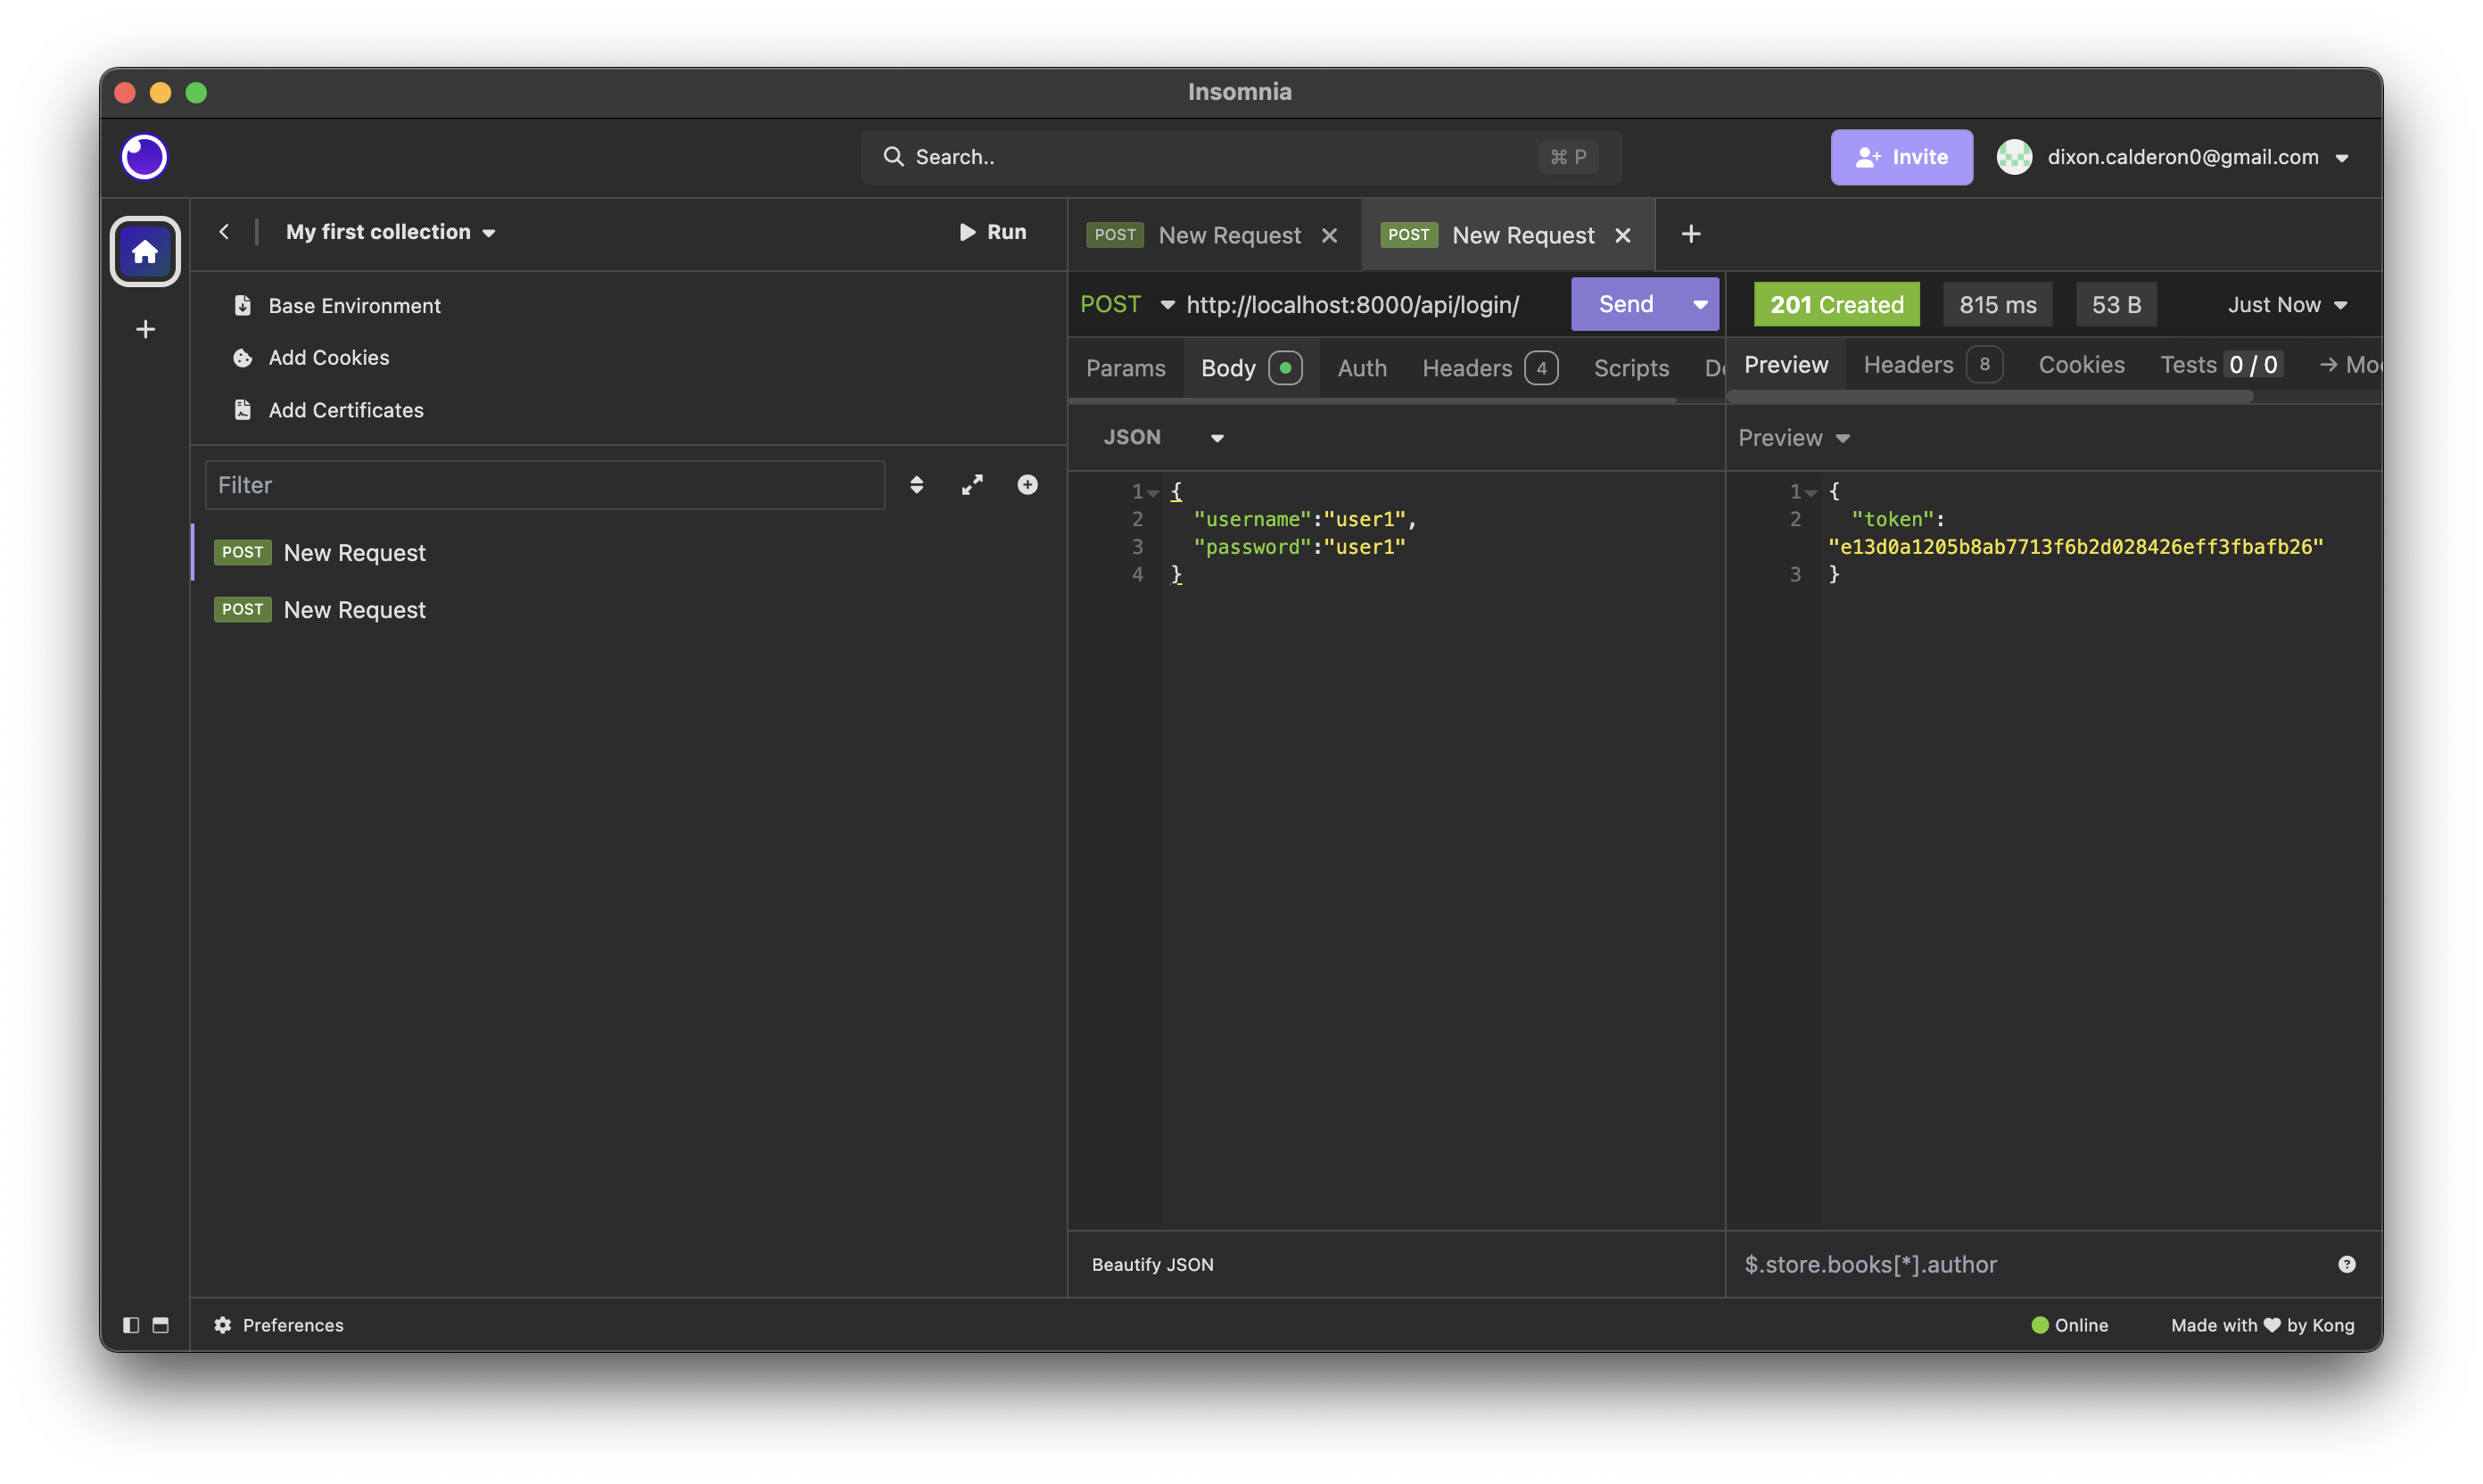 Insomnia
Search..
⌘ P
Invite
dixon.calderon0@gmail.com
My first collection
Run
Base Environment
Add Cookies
Add Certificates
Filter
POST New Request
POST New Request
POST New Request
POST New Request
POST http://localhost:8000/api/login/ Send
Params Body Auth Headers 4 Scripts
JSON
1 {
2 "username":"user1",
3 "password":"user1"
4 }
Beautify JSON
201 Created 815 ms 53 B Just Now
Preview Headers 8 Cookies Tests 0 / 0
Preview
1 {
2 "token":
"e13d0a1205b8ab7713f6b2d028426eff3fbafb26"
3 }
$.store.books[*].author
Preferences
Online
Made with ♥ by Kong